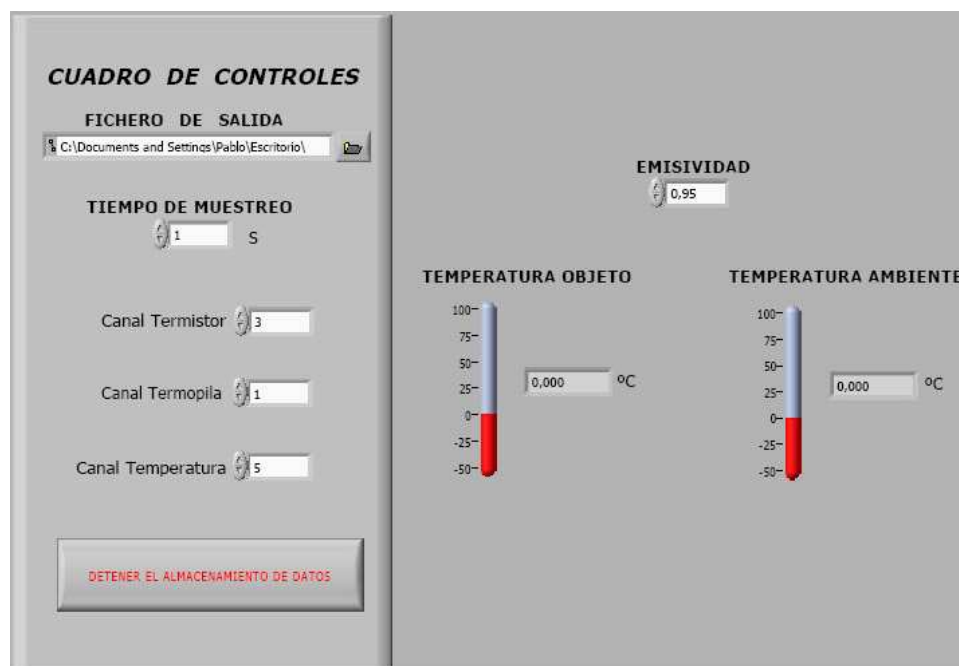 CUADRO DE CONTROLES
FICHERO DE SALIDA
C:\Documents and Settings\Pablo\Escritorio\
TIEMPO DE MUESTREO
1 S
Canal Termistor 3
Canal Termopila 1
Canal Temperatura 5
DETENER EL ALMACENAMIENTO DE DATOS
EMISIVIDAD
0,95
TEMPERATURA OBJETO
100
75
50
25
0
-25
-50
0,000 ºC
TEMPERATURA AMBIENTE
100
75
50
25
0
-25
-50
0,000 ºC